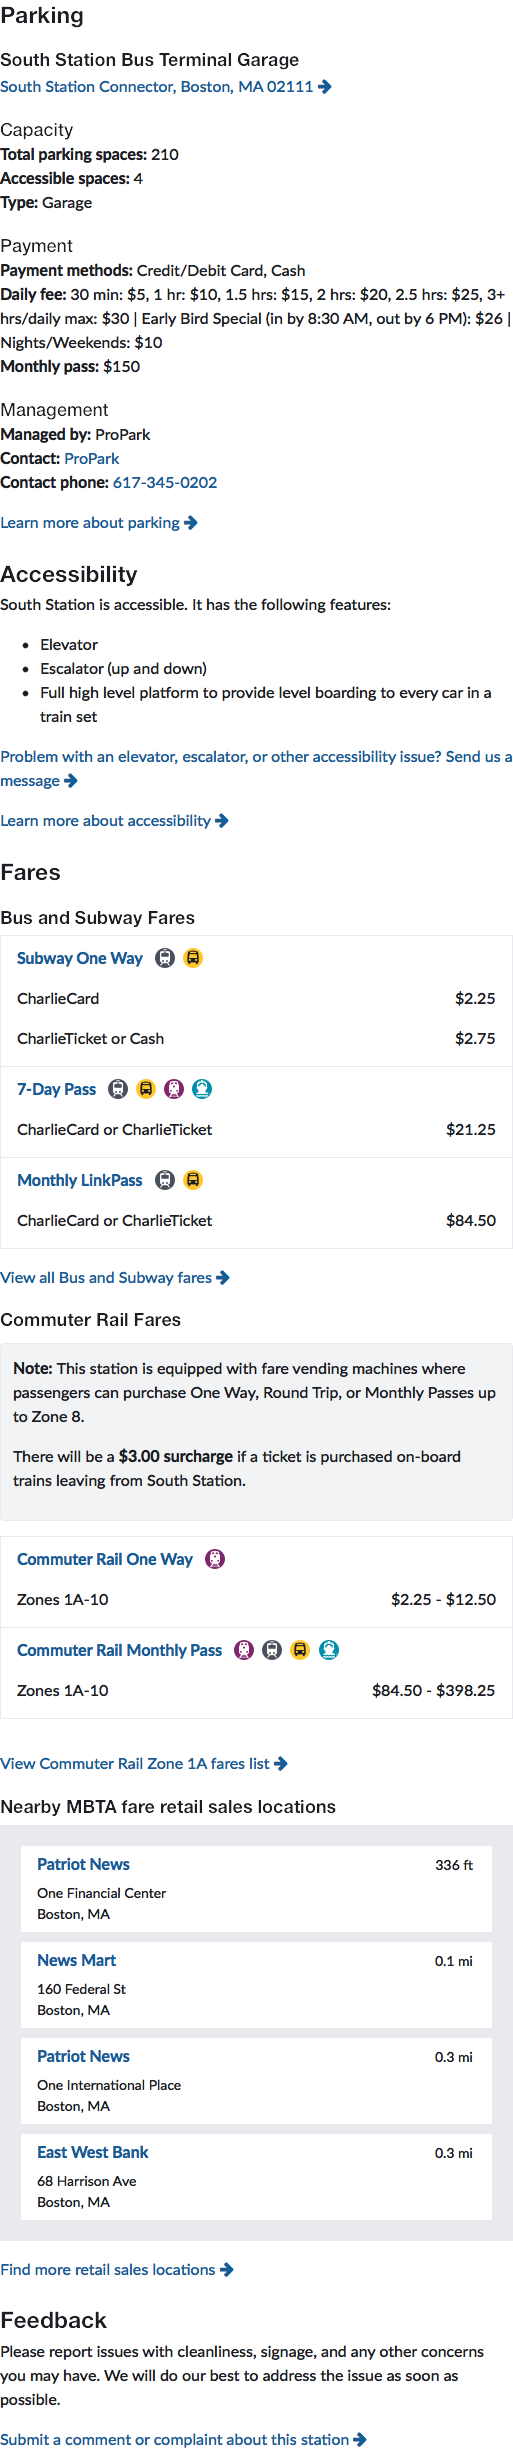 Parking
South Station Bus Terminal Garage
South Station Connector, Boston, MA 02111
Capacity
Total parking spaces: 210
Accessible spaces: 4
Type: Garage
Payment
Payment methods: Credit/Debit Card, Cash
Daily fee: 30 min: $5, 1 hr: $10, 1.5 hrs: $15, 2 hrs: $20, 2.5 hrs: $25, 3+
hrs/daily max: $30 | Early Bird Special (in by 8:30 AM, out by 6 PM): $26 |
Nights/Weekends: $10
Monthly pass: $150
Management
Managed by: ProPark
Contact: ProPark
Contact phone: 617-345-0202
Learn more about parking
Accessibility
South Station is accessible. It has the following features:
• Elevator
• Escalator (up and down)
• Full high level platform to provide level boarding to every car in a
train set
Problem with an elevator, escalator, or other accessibility issue? Send us a
message
Learn more about accessibility
Fares
Bus and Subway Fares
Subway One Way
CharlieCard $2.25
CharlieTicket or Cash $2.75
7-Day Pass
CharlieCard or CharlieTicket $21.25
Monthly LinkPass
CharlieCard or CharlieTicket $84.50
View all Bus and Subway fares
Commuter Rail Fares
Note: This station is equipped with fare vending machines where
passengers can purchase One Way, Round Trip, or Monthly Passes up
to Zone 8.
There will be a $3.00 surcharge if a ticket is purchased on-board
trains leaving from South Station.
Commuter Rail One Way
Zones 1A-10 $2.25 - $12.50
Commuter Rail Monthly Pass
Zones 1A-10 $84.50 - $398.25
View Commuter Rail Zone 1A fares list
Nearby MBTA fare retail sales locations
Patriot News 336 ft
One Financial Center
Boston, MA
News Mart 0.1 mi
160 Federal St
Boston, MA
Patriot News 0.3 mi
One International Place
Boston, MA
East West Bank 0.3 mi
68 Harrison Ave
Boston, MA
Find more retail sales locations
Feedback
Please report issues with cleanliness, signage, and any other concerns
you may have. We will do our best to address the issue as soon as
possible.
Submit a comment or complaint about this station